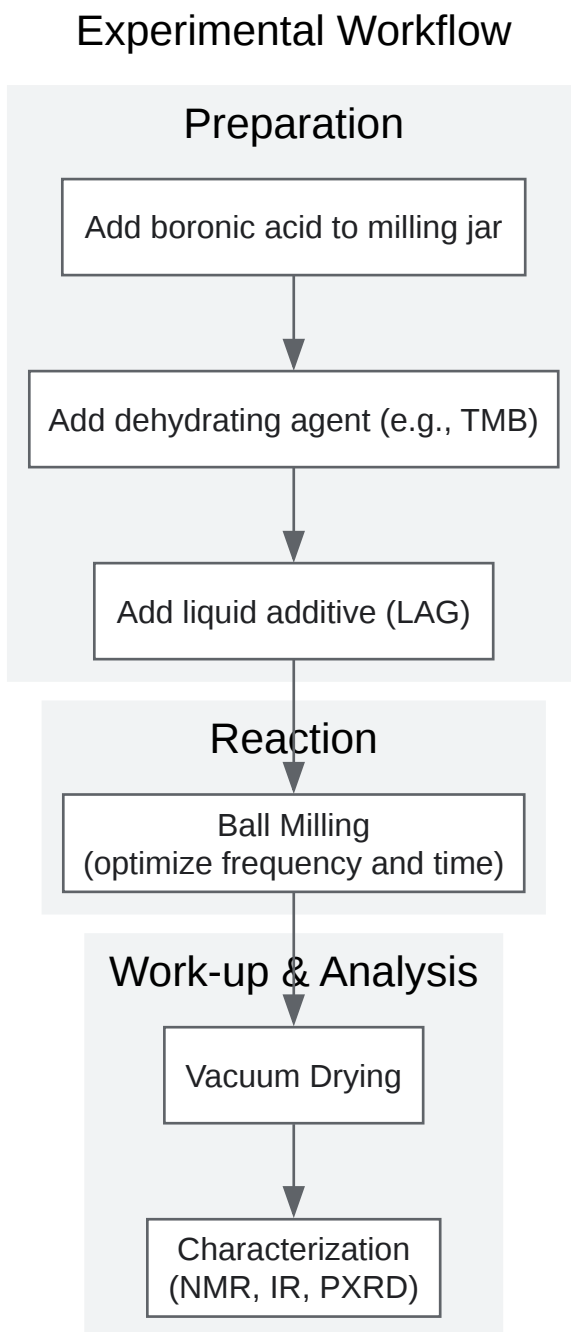 Experimental Workflow
Preparation
Add boronic acid to milling jar
Add dehydrating agent (e.g., TMB)
Add liquid additive (LAG)
Reaction
Ball Milling
(optimize frequency and time)
Work-up & Analysis
Vacuum Drying
Characterization
(NMR, IR, PXRD)